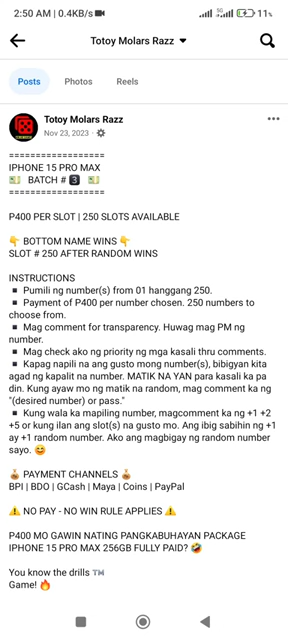 2:50 AM | 0.4KB/s
5G
11%
Totoy Molars Razz
Posts
Photos
Reels
Totoy Molars Razz
Nov 23, 2023 ·
==================
IPHONE 15 PRO MAX
💵 BATCH # 3️⃣ 💵
==================
P400 PER SLOT | 250 SLOTS AVAILABLE
👇 BOTTOM NAME WINS 👇
SLOT # 250 AFTER RANDOM WINS
INSTRUCTIONS
▪️ Pumili ng number(s) from 01 hanggang 250.
▪️ Payment of P400 per number chosen. 250 numbers to
choose from.
▪️ Mag comment for transparency. Huwag mag PM ng
number.
▪️ Mag check ako ng priority ng mga kasali thru comments.
▪️ Kapag napili na ang gusto mong number(s), bibigyan kita
agad ng kapalit na number. MATIK NA YAN para kasali ka pa
din. Kung ayaw mo ng matik na random, mag comment ka ng
"(desired number) or pass."
▪️ Kung wala ka mapiling number, magcomment ka ng +1 +2
+5 or kung ilan ang slot(s) na gusto mo. Ang ibig sabihin ng +1
ay +1 random number. Ako ang magbigay ng random number
sayo. 😊
💰 PAYMENT CHANNELS 💰
BPI | BDO | GCash | Maya | Coins | PayPal
⚠️ NO PAY - NO WIN RULE APPLIES ⚠️
P400 MO GAWIN NATING PANGKABUHAYAN PACKAGE
IPHONE 15 PRO MAX 256GB FULLY PAID? 🤣
You know the drills ™️
Game! 🔥